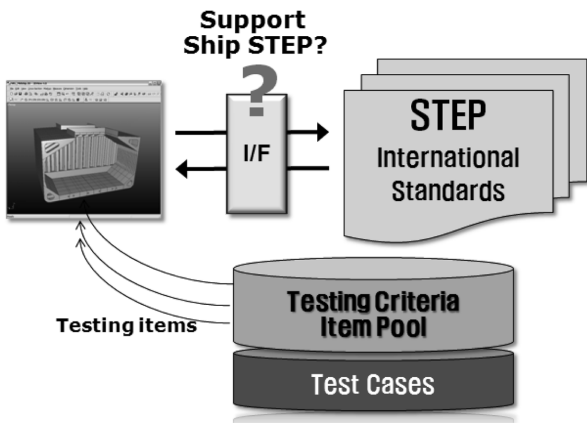 Support
Ship STEP?
?
I/F
STEP
International
Standards
Testing Criteria
Item Pool
Testing items
Test Cases